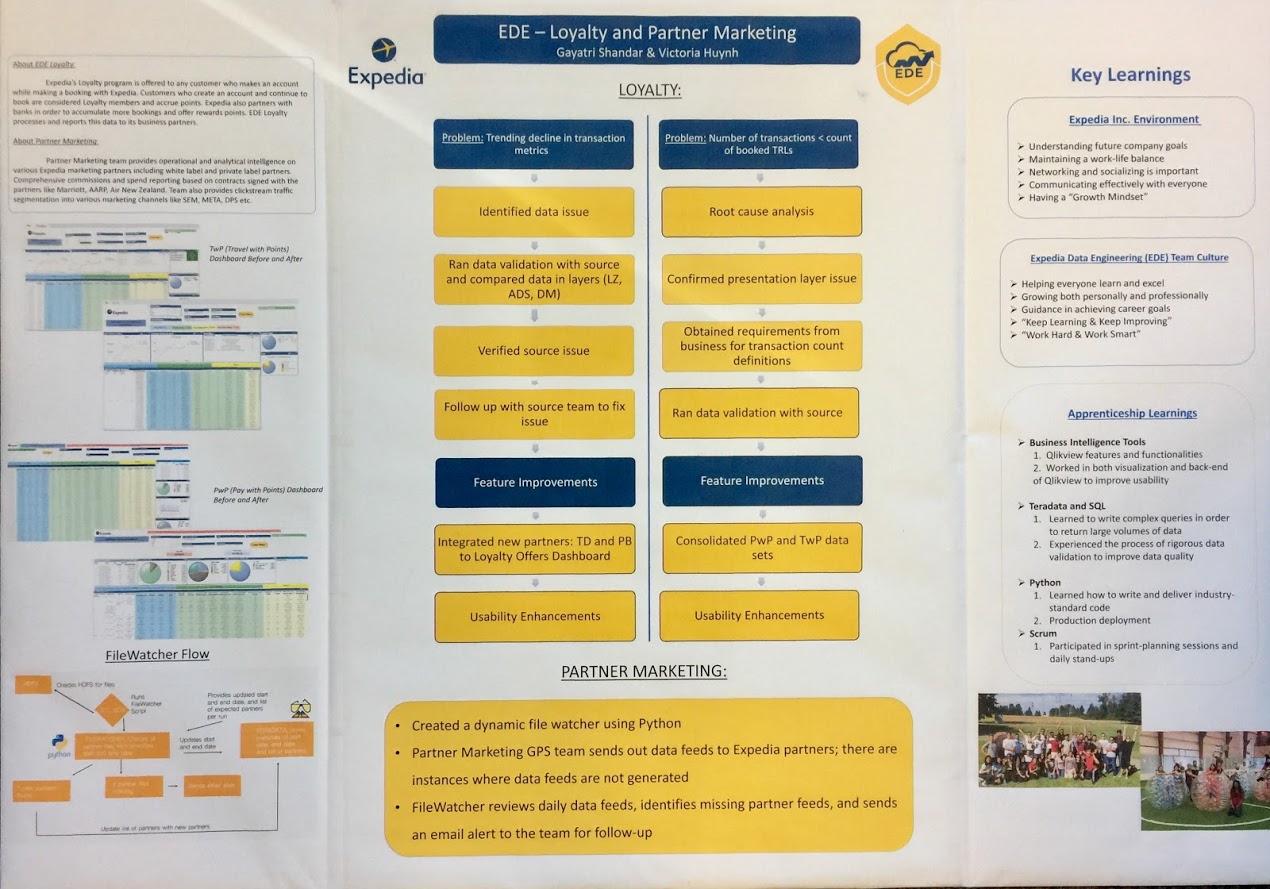 About EDE Loyalty:
Expedia's Loyalty program is offered to any customer who makes an account
while making a booking with Expedia. Customers who create an account and continue to
book are considered Loyalty members and accrue points. Expedia also partners with
banks in order to accumulate more bookings and offer rewards points. EDE Loyalty
processes and reports this data to its business partners.
About Partner Marketing:
Partner Marketing team provides operational and analytical intelligence on
various Expedia marketing partners including white label and private label partners.
Comprehensive commissions and spend reporting based on contracts signed with the
partners like Marriott, AARP, Air New Zealand. Team also provides clickstream traffic
segmentation into various marketing channels like SEM, META, DPS etc.
TwP (Travel with Points)
Dashboard Before and After
PwP (Pay with Points) Dashboard
Before and After
FileWatcher Flow
Creates HDFS for files
Runs
FileWatcher
Script
Provides updated start
and end date, and list
of expected partners
per run
python
Updates start
and end date
Update list of partners with new partners
Expedia
EDE – Loyalty and Partner Marketing
Gayatri Shandar & Victoria Huynh
EDE
LOYALTY:
Problem: Trending decline in transaction
metrics
Identified data issue
Ran data validation with source
and compared data in layers (LZ,
ADS, DM)
Verified source issue
Follow up with source team to fix
issue
Feature Improvements
Integrated new partners: TD and PB
to Loyalty Offers Dashboard
Usability Enhancements
Problem: Number of transactions < count
of booked TRLs
Root cause analysis
Confirmed presentation layer issue
Obtained requirements from
business for transaction count
definitions
Ran data validation with source
Feature Improvements
Consolidated PwP and TwP data
sets
Usability Enhancements
PARTNER MARKETING:
• Created a dynamic file watcher using Python
• Partner Marketing GPS team sends out data feeds to Expedia partners; there are
instances where data feeds are not generated
• FileWatcher reviews daily data feeds, identifies missing partner feeds, and sends
an email alert to the team for follow-up
Key Learnings
Expedia Inc. Environment
➢ Understanding future company goals
➢ Maintaining a work-life balance
➢ Networking and socializing is important
➢ Communicating effectively with everyone
➢ Having a "Growth Mindset"
Expedia Data Engineering (EDE) Team Culture
➢ Helping everyone learn and excel
➢ Growing both personally and professionally
➢ Guidance in achieving career goals
➢ "Keep Learning & Keep Improving"
➢ "Work Hard & Work Smart"
Apprenticeship Learnings
➢ Business Intelligence Tools
1. Qlikview features and functionalities
2. Worked in both visualization and back-end
of Qlikview to improve usability
➢ Teradata and SQL
1. Learned to write complex queries in order
to return large volumes of data
2. Experienced the process of rigorous data
validation to improve data quality
➢ Python
1. Learned how to write and deliver industry-
standard code
2. Production deployment
➢ Scrum
1. Participated in sprint-planning sessions and
daily stand-ups